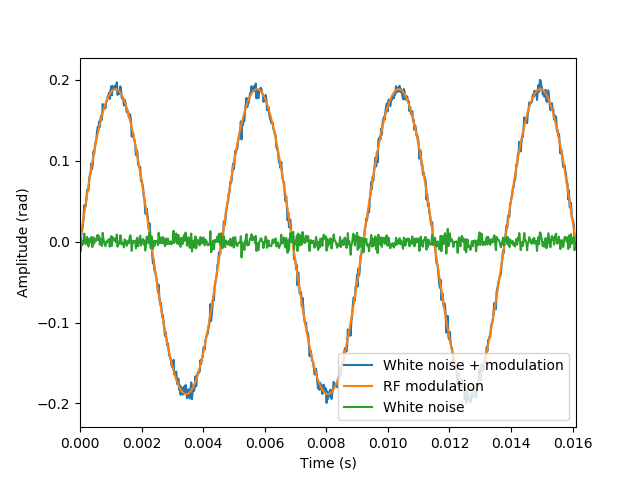 0.2
0.1
0.0
−0.1
−0.2
Amplitude (rad)
White noise + modulation
RF modulation
White noise
0.000 0.002 0.004 0.006 0.008 0.010 0.012 0.014 0.016
Time (s)